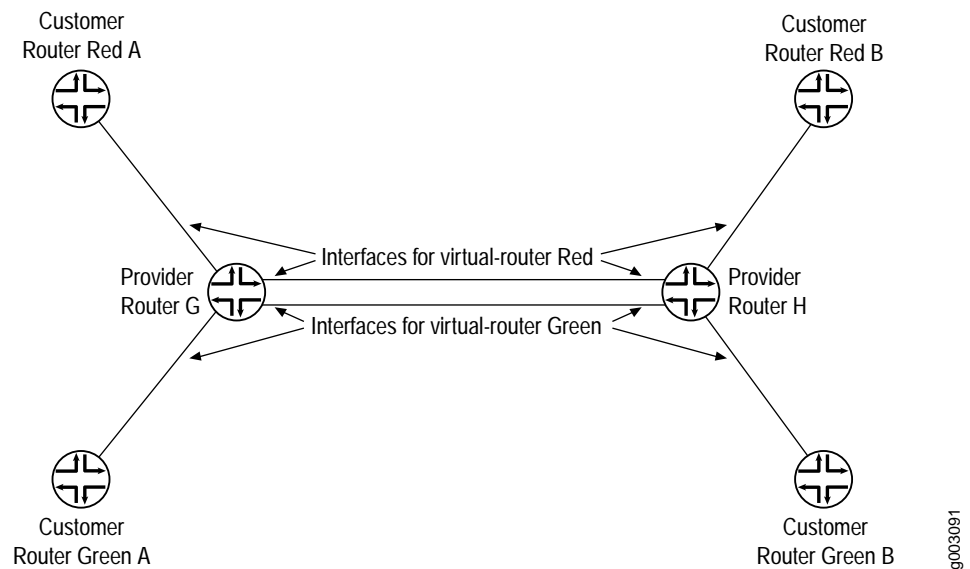 Customer
Router Red A
Customer
Router Red B
Interfaces for virtual-router Red
Provider
Router G
Provider
Router H
Interfaces for virtual-router Green
Customer
Router Green A
Customer
Router Green B
g003091